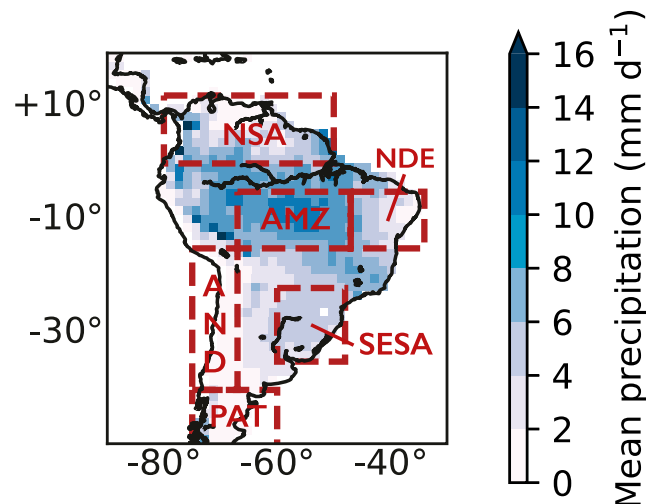 +10°
-10°
-30°
-80°
-60°
-40°
NSA
NDE
AMZ
A
N
D
SESA
PAT
16
14
12
10
8
6
4
2
0
Mean precipitation (mm d⁻¹)